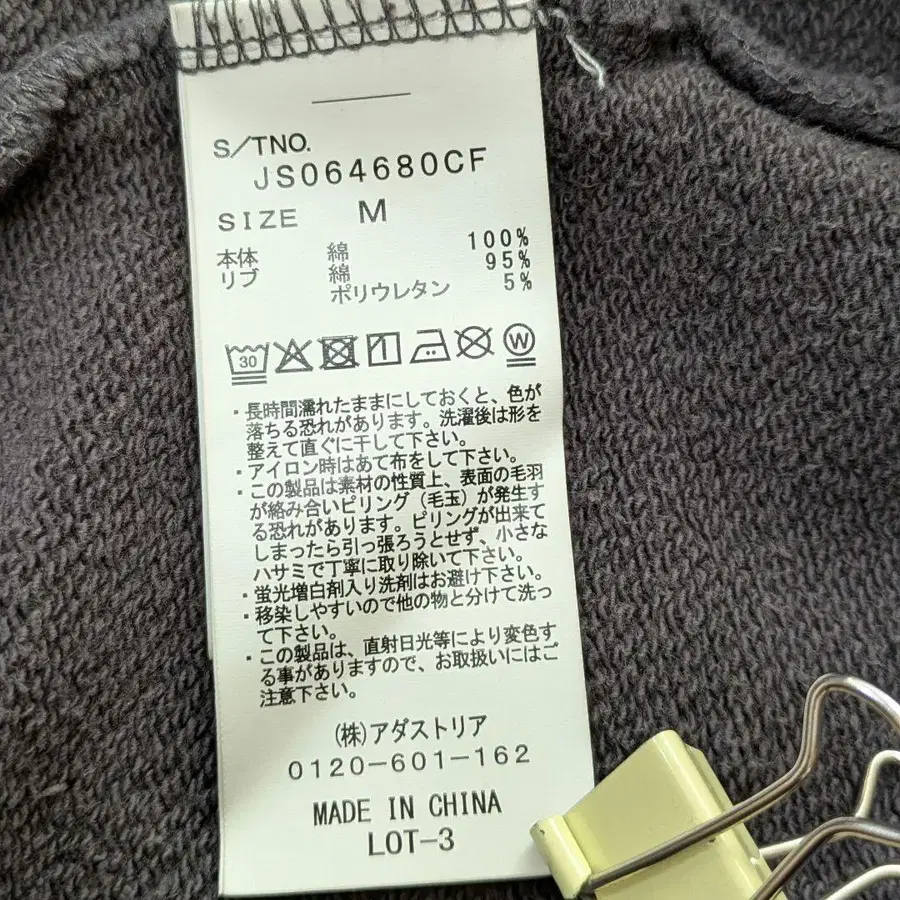 S/TNO.
JS064680CF
SIZE M
本体 綿 100%
リブ 綿 95%
ポリウレタン 5%
30 W
・長時間濡れたままにしておくと、色が
落ちる恐れがあります。洗濯後は形を
整えて直ぐに干して下さい。
・アイロン時はあて布をして下さい。
・この製品は素材の性質上、表面の毛羽
が絡み合いピリング（毛玉）が発生す
る恐れがあります。ピリングが出来て
しまったら引っ張ろうとせず、小さな
ハサミで丁寧に取り除いて下さい。
・蛍光増白剤入り洗剤はお避け下さい。
・移染しやすいので他の物と分けて洗っ
て下さい。
・この製品は、直射日光等により変色す
る事がありますので、お取扱いにはご
注意下さい。
(株)アダストリア
0120-601-162
MADE IN CHINA
LOT-3